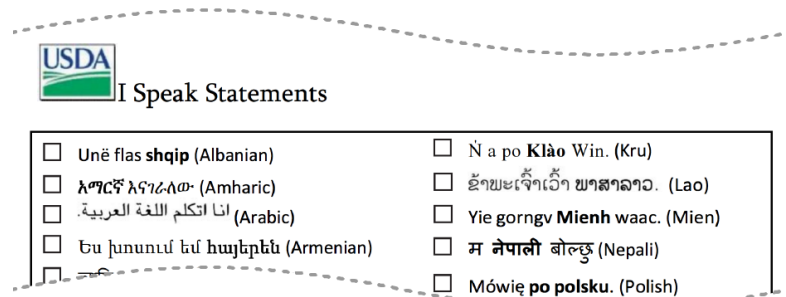 USDA
I Speak Statements
☐ Unë flas shqip (Albanian)
☐ አማርኛ እናገራለው (Amharic)
☐ انا اتكلم اللغة العربية. (Arabic)
☐ Ես խոսում եմ հայերեն (Armenian)
☐
☐ Ǹ a po Klào Win. (Kru)
☐ ຂ້າພະເຈົ້າເວົ້າ ພາສາລາວ. (Lao)
☐ Yie gorngv Mienh waac. (Mien)
☐ म नेपाली बोल्छु (Nepali)
☐ Mówię po polsku. (Polish)